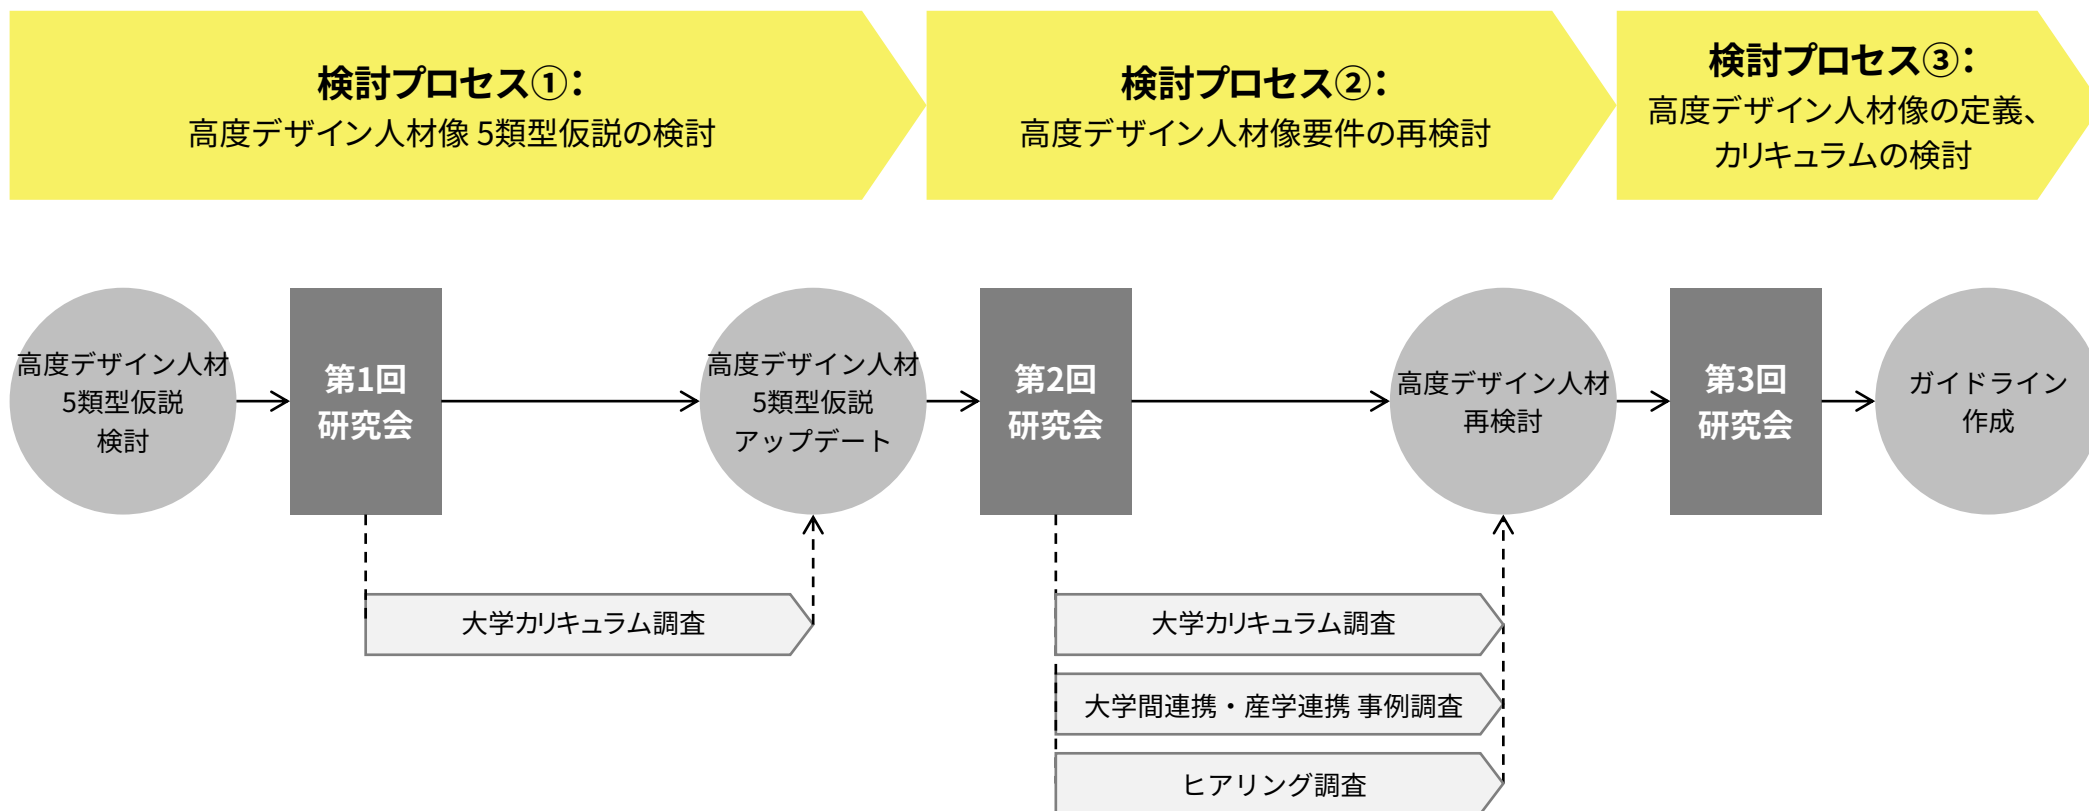 検討プロセス①：
高度デザイン人材像 5類型仮説の検討
検討プロセス②：
高度デザイン人材像要件の再検討
検討プロセス③：
高度デザイン人材像の定義、
カリキュラムの検討
高度デザイン人材
5類型仮説
検討
第1回
研究会
高度デザイン人材
5類型仮説
アップデート
第2回
研究会
高度デザイン人材
再検討
第3回
研究会
ガイドライン
作成
大学カリキュラム調査
大学カリキュラム調査
大学間連携・産学連携 事例調査
ヒアリング調査